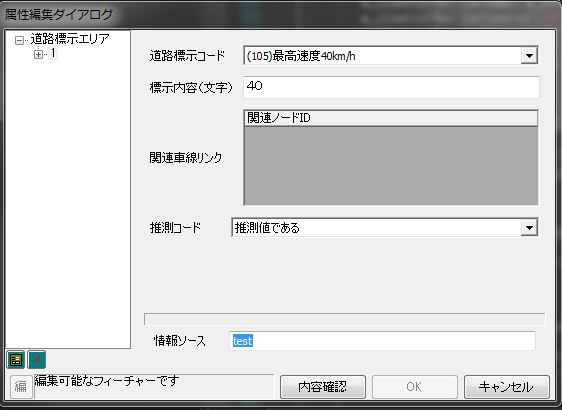 属性編集ダイアログ
道路標示エリア
1
道路標示コード
(105)最高速度40km/h
標示内容(文字)
40
関連ノードID
関連車線リンク
推測コード
推測値である
情報ソース
test
編
編集可能なフィーチャーです
内容確認
OK
キャンセル